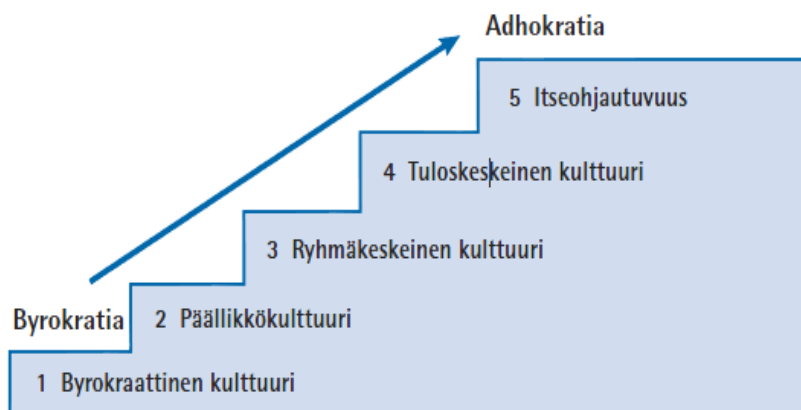 Adhokratia
5 Itseohjautuvuus
4 Tuloskeskeinen kulttuuri
3 Ryhmäkeskeinen kulttuuri
Byrokratia
2 Päällikkökulttuuri
1 Byrokraattinen kulttuuri